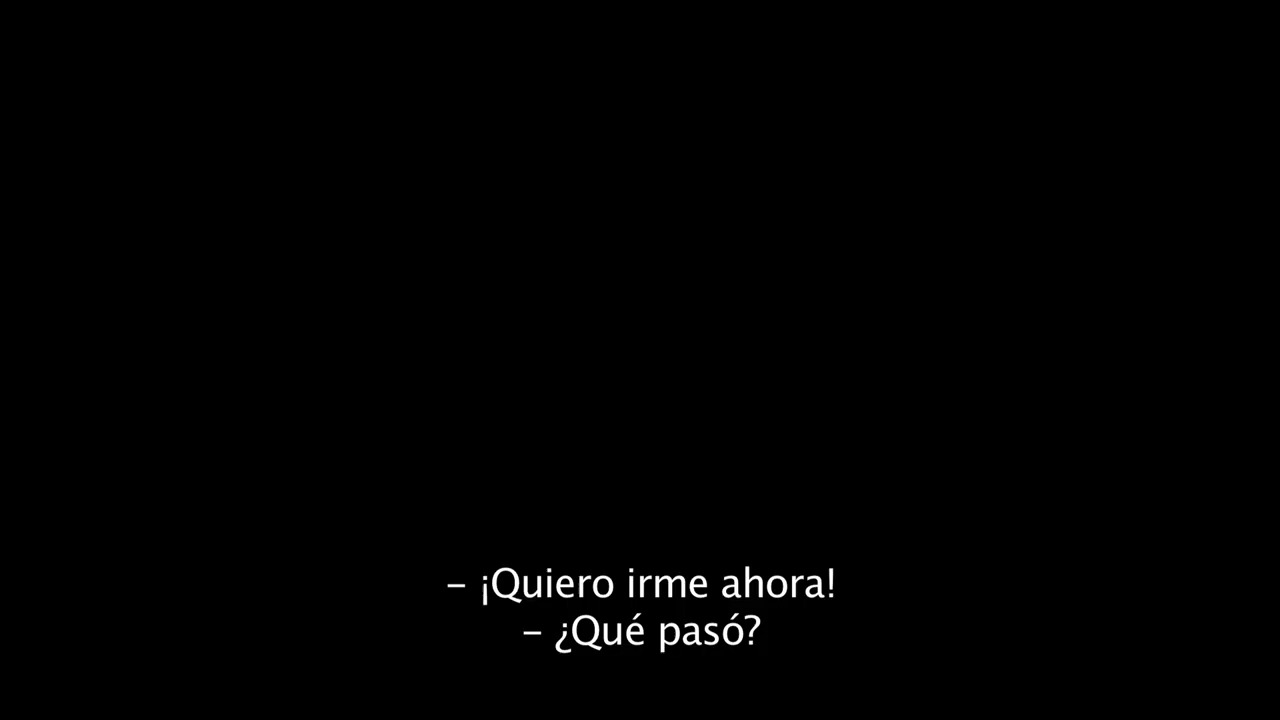 – ¡Quiero irme ahora!
– ¿Qué pasó?